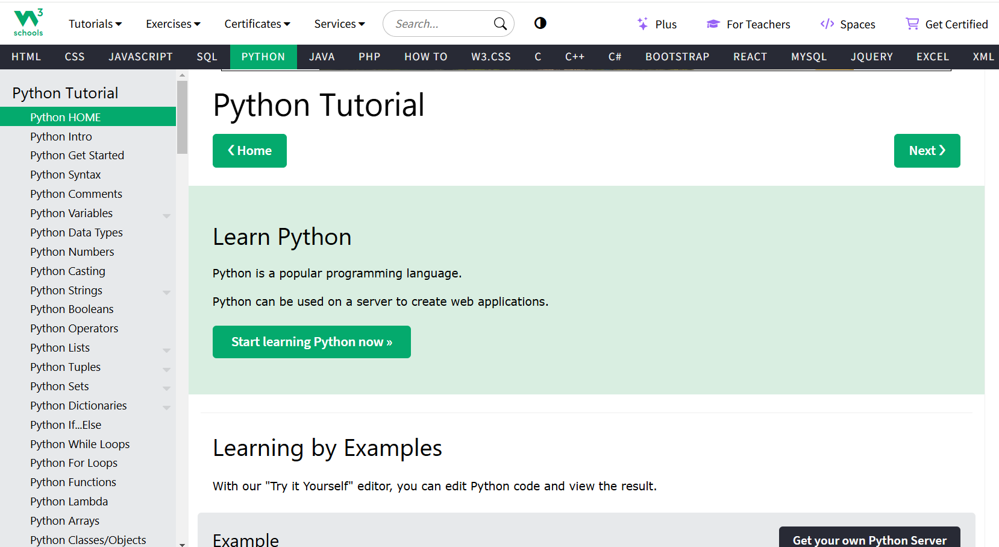 w3
schools
Tutorials
Exercises
Certificates
Services
Search...
Plus
For Teachers
Spaces
Get Certified
HTML
CSS
JAVASCRIPT
SQL
PYTHON
JAVA
PHP
HOW TO
W3.CSS
C
C++
C#
BOOTSTRAP
REACT
MYSQL
JQUERY
EXCEL
XML
Python Tutorial
Python HOME
Python Intro
Python Get Started
Python Syntax
Python Comments
Python Variables
Python Data Types
Python Numbers
Python Casting
Python Strings
Python Booleans
Python Operators
Python Lists
Python Tuples
Python Sets
Python Dictionaries
Python If...Else
Python While Loops
Python For Loops
Python Functions
Python Lambda
Python Arrays
Python Classes/Objects
Python Tutorial
❮ Home
Next ❯
Learn Python
Python is a popular programming language.
Python can be used on a server to create web applications.
Start learning Python now »
Learning by Examples
With our "Try it Yourself" editor, you can edit Python code and view the result.
Example
Get your own Python Server